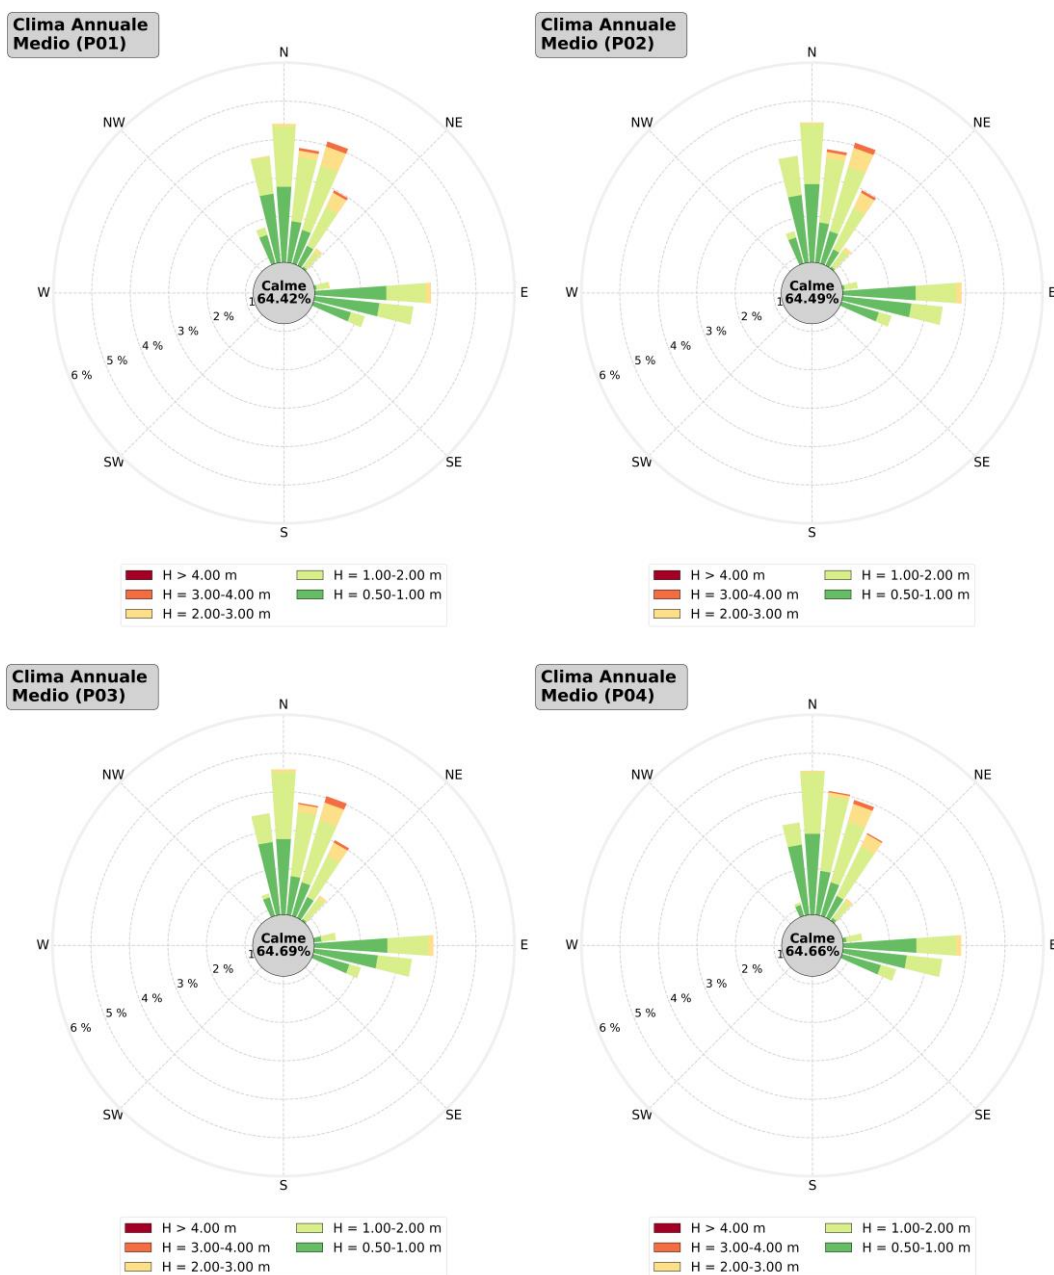 Clima Annuale
Medio (P01)
N
NW
NE
W
E
Calme
64.42%
1
2 %
3 %
4 %
5 %
6 %
SW
SE
S
H > 4.00 m
H = 3.00-4.00 m
H = 2.00-3.00 m
H = 1.00-2.00 m
H = 0.50-1.00 m
Clima Annuale
Medio (P02)
N
NW
NE
W
E
Calme
64.49%
1
2 %
3 %
4 %
5 %
6 %
SW
SE
S
H > 4.00 m
H = 3.00-4.00 m
H = 2.00-3.00 m
H = 1.00-2.00 m
H = 0.50-1.00 m
Clima Annuale
Medio (P03)
N
NW
NE
W
E
Calme
64.69%
1
2 %
3 %
4 %
5 %
6 %
SW
SE
S
H > 4.00 m
H = 3.00-4.00 m
H = 2.00-3.00 m
H = 1.00-2.00 m
H = 0.50-1.00 m
Clima Annuale
Medio (P04)
N
NW
NE
W
E
Calme
64.66%
1
2 %
3 %
4 %
5 %
6 %
SW
SE
S
H > 4.00 m
H = 3.00-4.00 m
H = 2.00-3.00 m
H = 1.00-2.00 m
H = 0.50-1.00 m